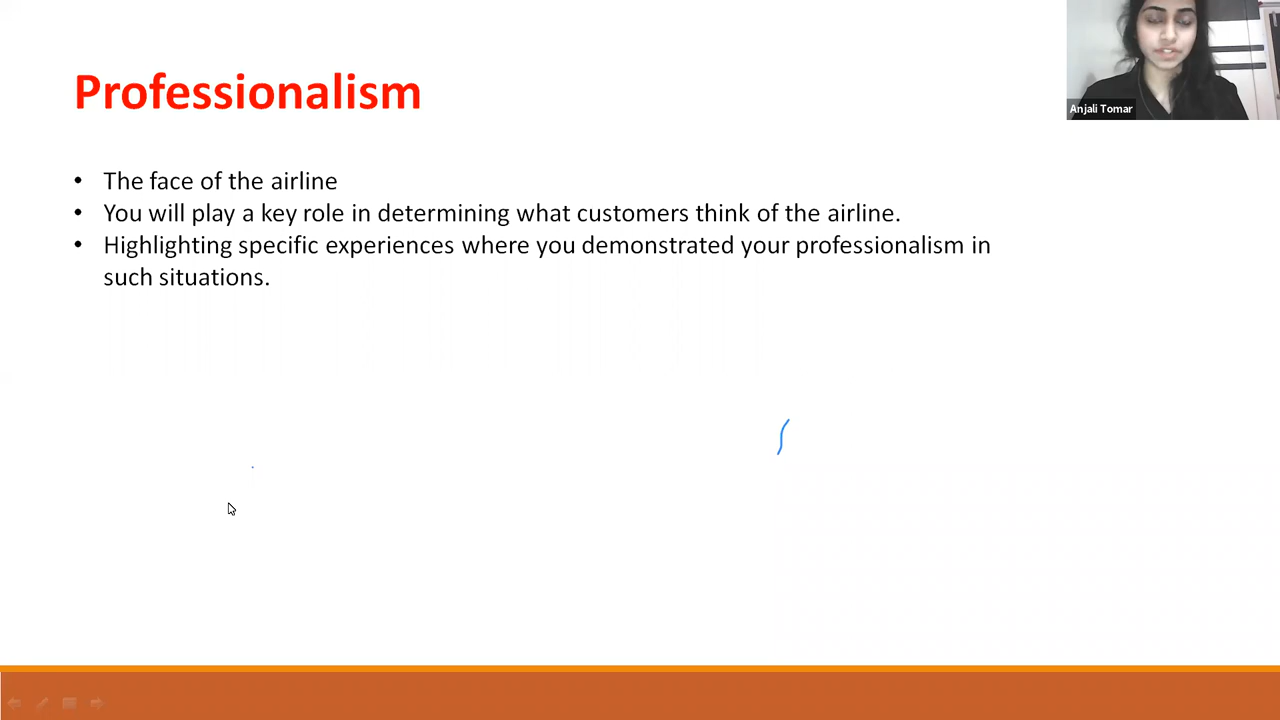 Professionalism
Anjali Tomar
• The face of the airline
• You will play a key role in determining what customers think of the airline.
• Highlighting specific experiences where you demonstrated your professionalism in
such situations.